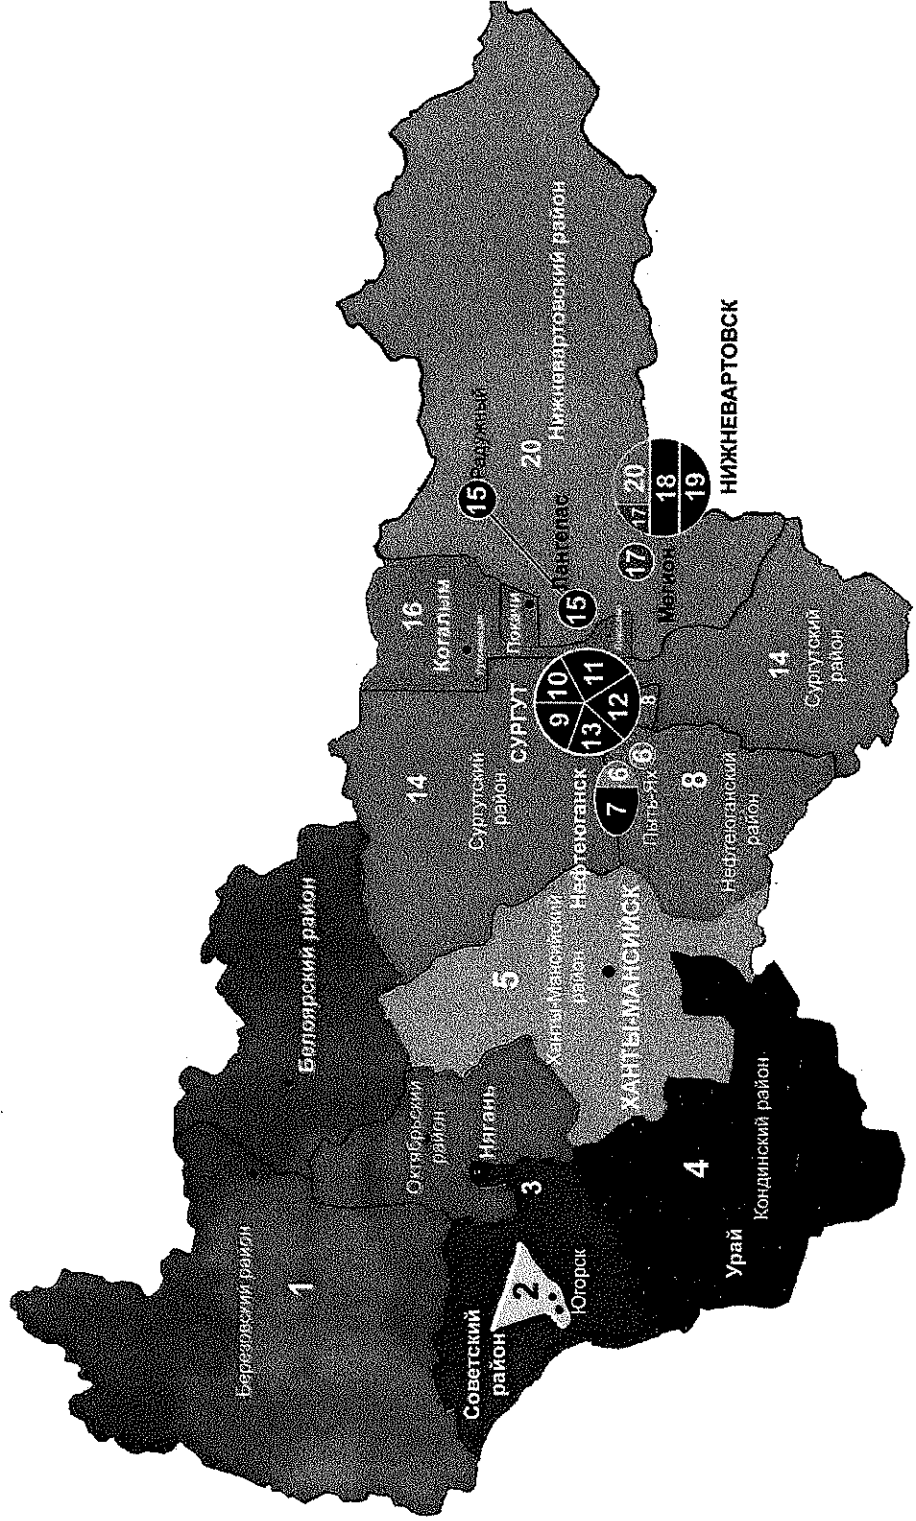 Березовский район
1
Белоярский район
Октябрьский
район
Нягань
3
Советский
район
2
Югорск
4
Урай
Кондинский район
5
Ханты-Мансийский
район
ХАНТЫ-МАНСИЙСК
14
Сургутский
район
СУРГУТ
9
10
11
12
13
8
Нефтеюганск
7
6
6
Пыть-Ях
8
Нефтеюганский
район
16
Когалым
Покачи
15
Радужный
15
Лангепас
17
Мегион
20
Нижневартовский район
17
20
18
19
НИЖНЕВАРТОВСК
14
Сургутский
район